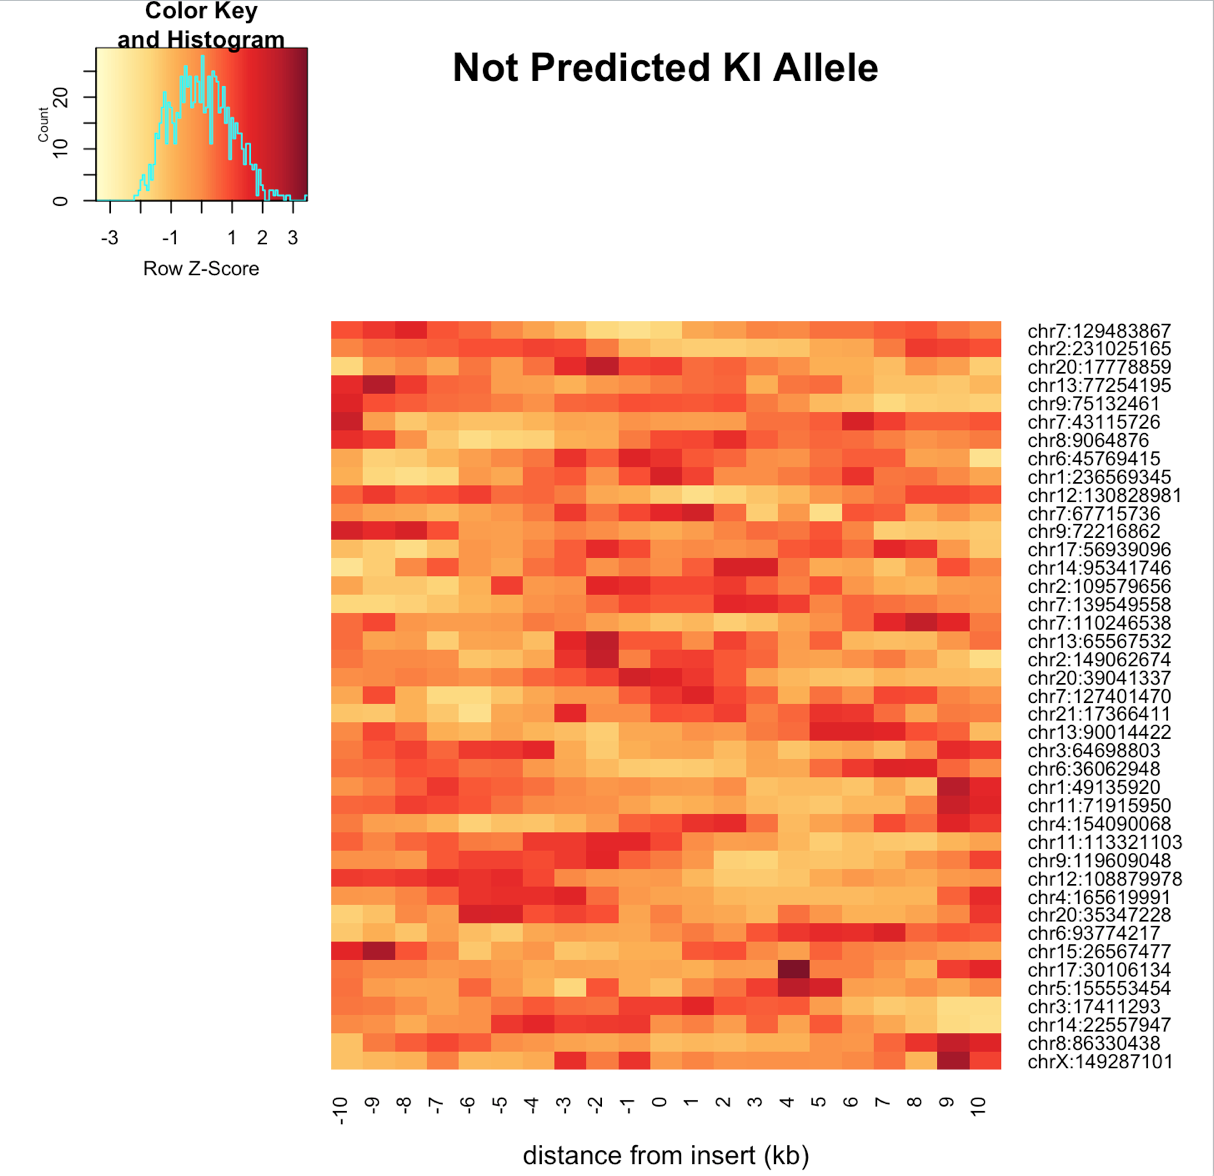 Color Key
and Histogram
Not Predicted KI Allele
Count
0 10 20
-3 -1 1 2 3
Row Z-Score
chr7:129483867
chr2:231025165
chr20:17778859
chr13:77254195
chr9:75132461
chr7:43115726
chr8:9064876
chr6:45769415
chr1:236569345
chr12:130828981
chr7:67715736
chr9:72216862
chr17:56939096
chr14:95341746
chr2:109579656
chr7:139549558
chr7:110246538
chr13:65567532
chr2:149062674
chr20:39041337
chr7:127401470
chr21:17366411
chr13:90014422
chr3:64698803
chr6:36062948
chr1:49135920
chr11:71915950
chr4:154090068
chr11:113321103
chr9:119609048
chr12:108879978
chr4:165619991
chr20:35347228
chr6:93774217
chr15:26567477
chr17:30106134
chr5:155553454
chr3:17411293
chr14:22557947
chr8:86330438
chrX:149287101
-10 -9 -8 -7 -6 -5 -4 -3 -2 -1 0 1 2 3 4 5 6 7 8 9 10
distance from insert (kb)